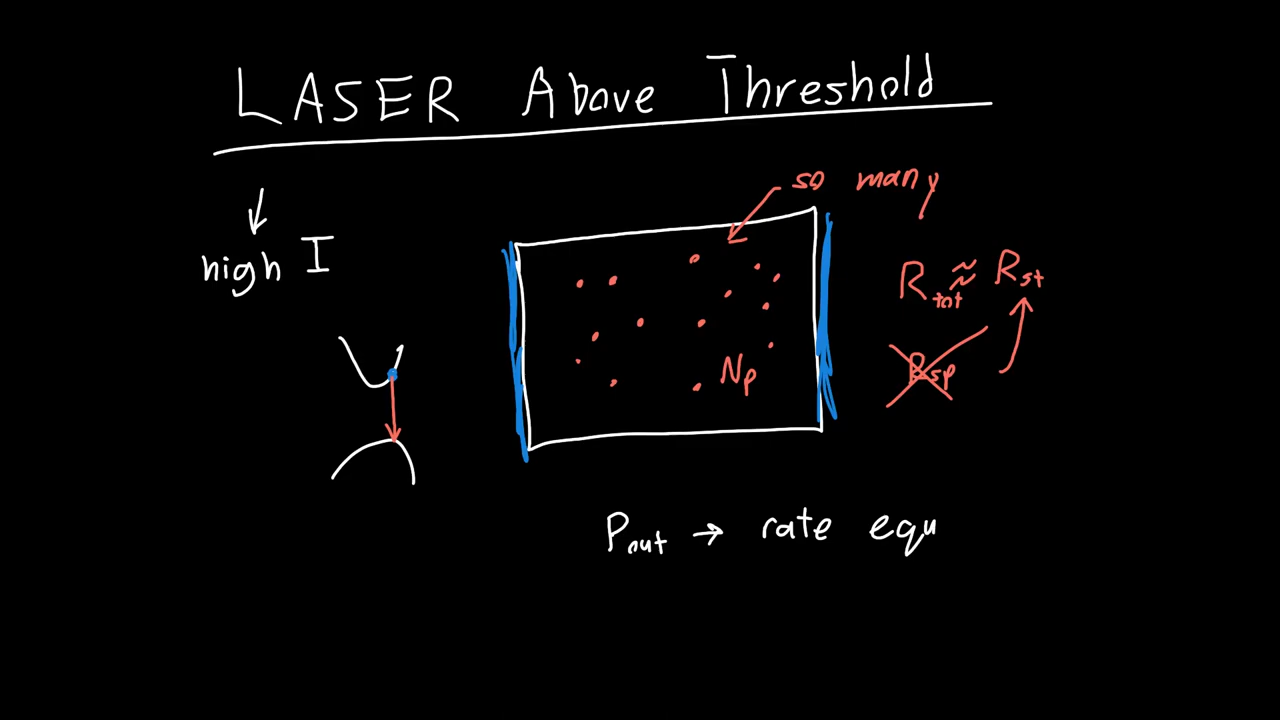 LASER Above Threshold
so many
high I
R_tot ≈ R_st
R_sp
N_p
P_out → rate equ